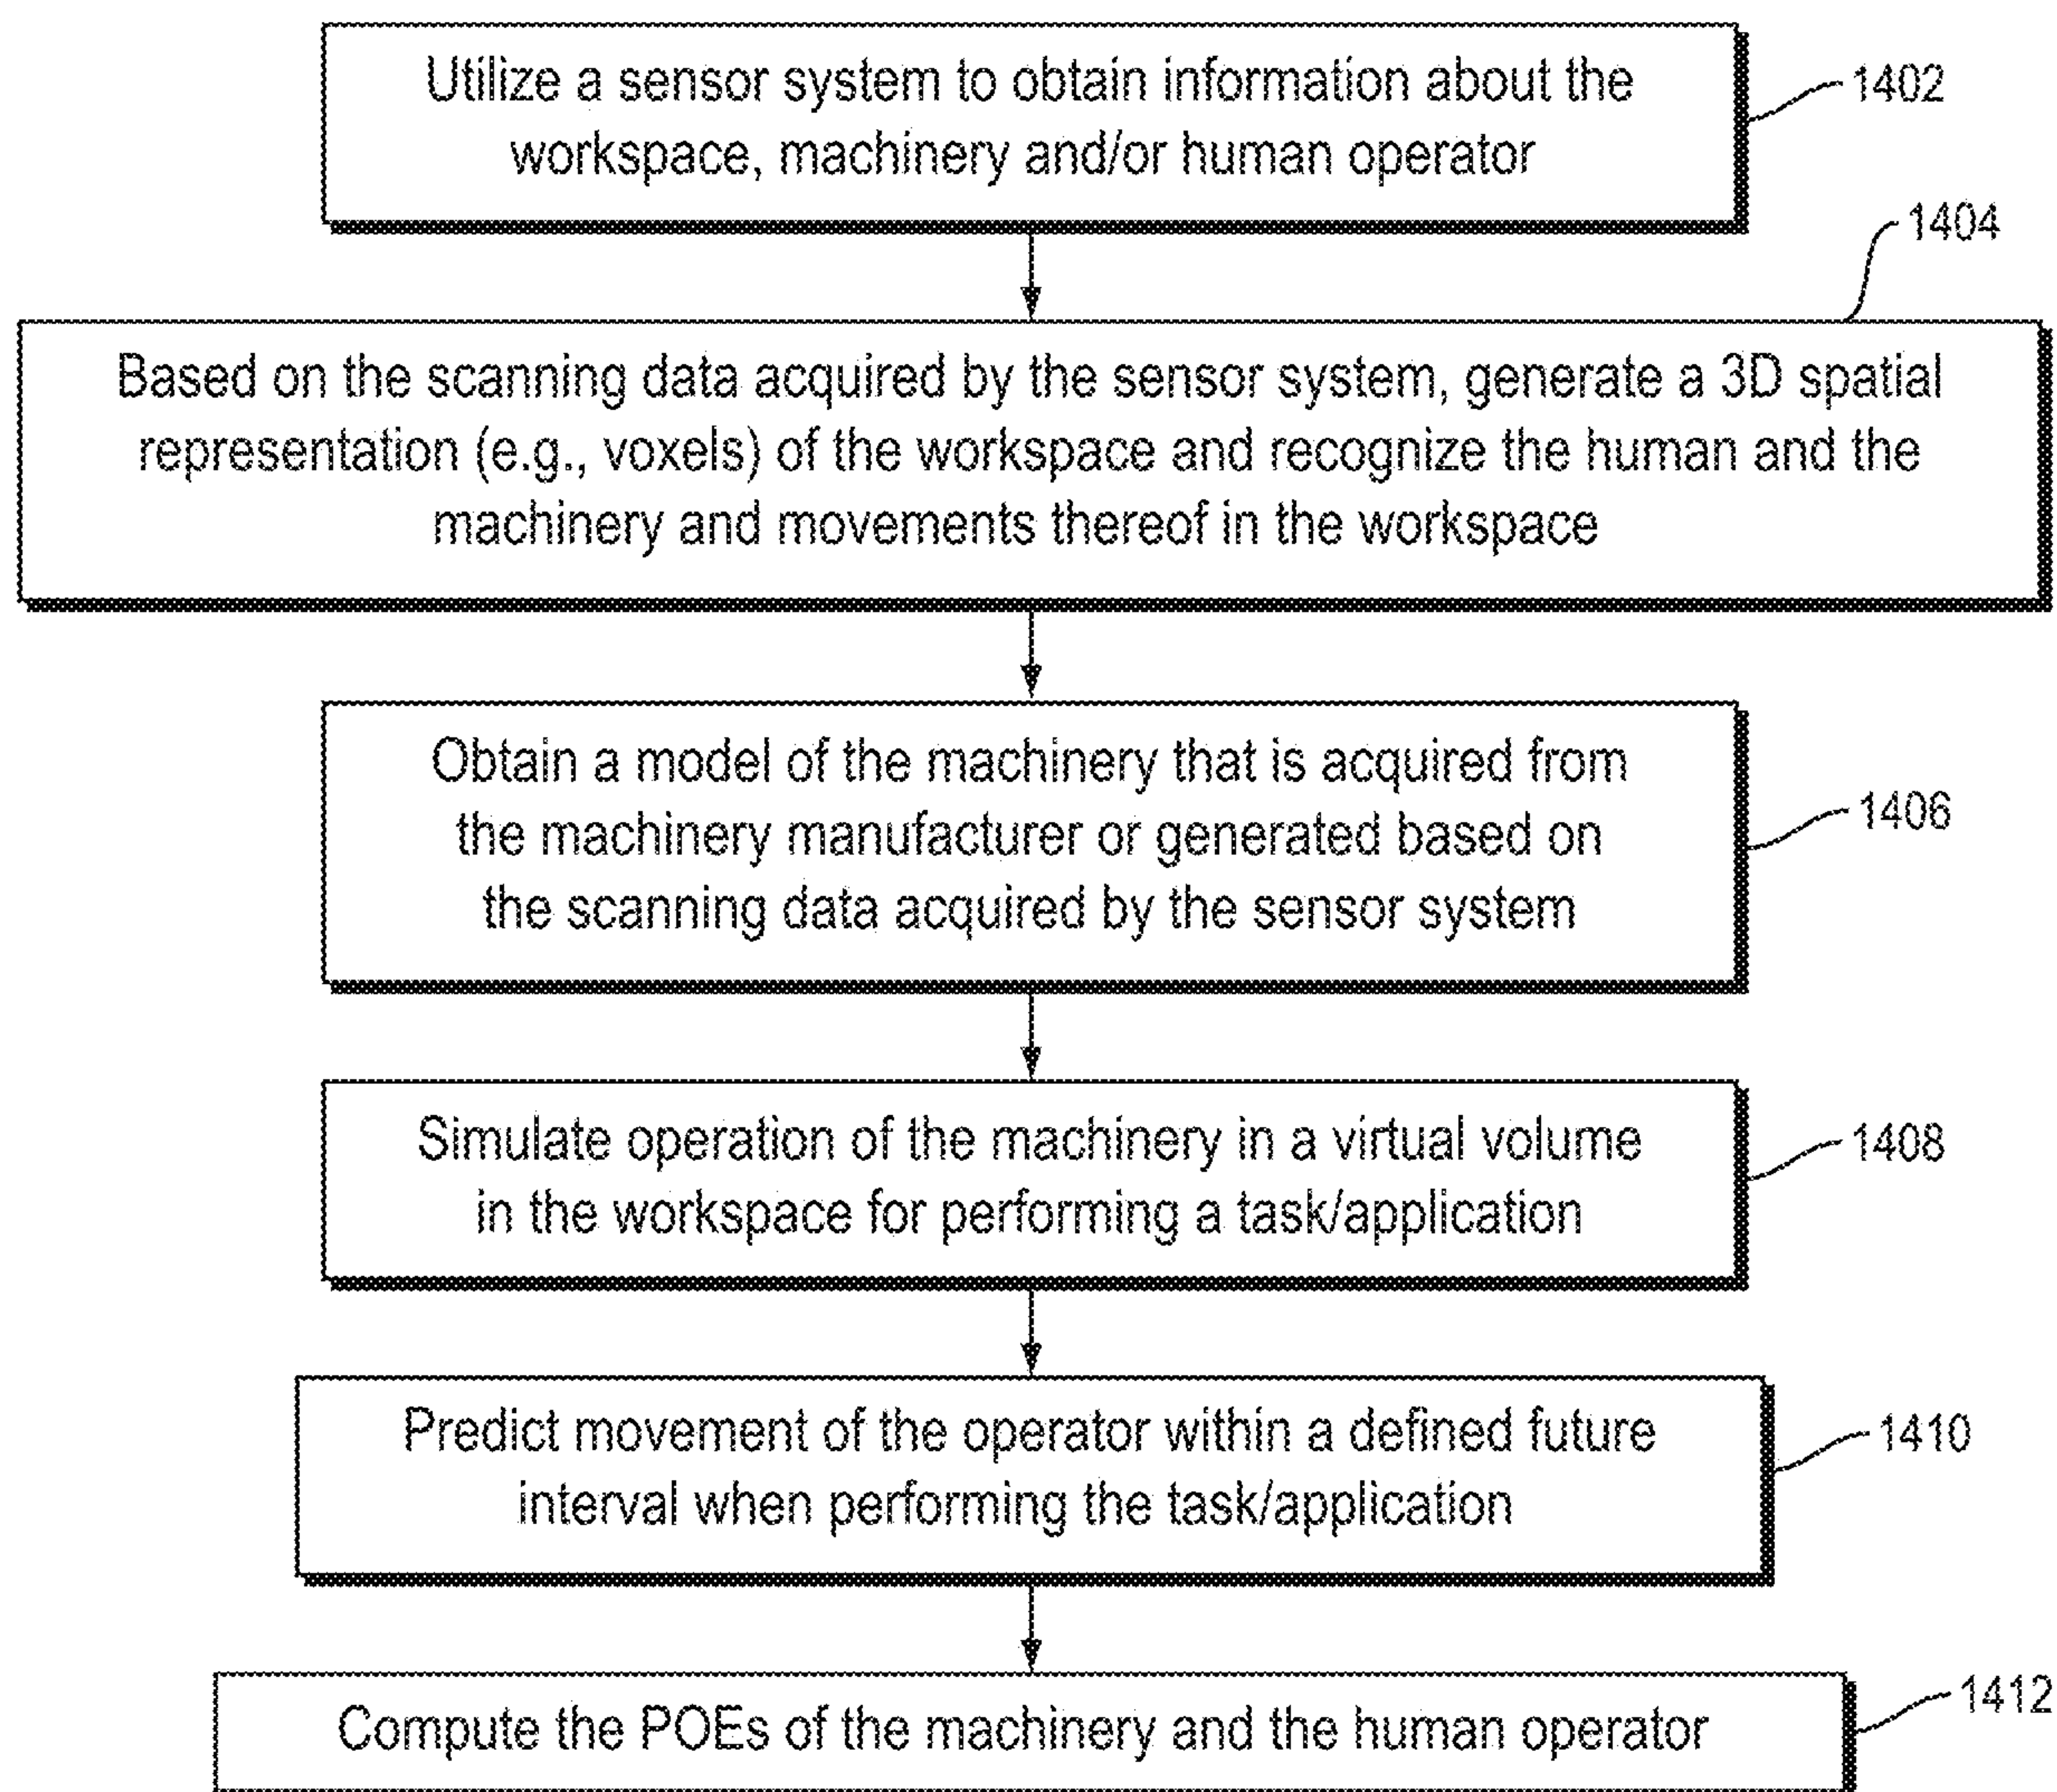 Utilize a sensor system to obtain information about the
workspace, machinery and/or human operator
1402
1404
Based on the scanning data acquired by the sensor system, generate a 3D spatial
representation (e.g., voxels) of the workspace and recognize the human and the
machinery and movements thereof in the workspace
Obtain a model of the machinery that is acquired from
the machinery manufacturer or generated based on
the scanning data acquired by the sensor system
1406
Simulate operation of the machinery in a virtual volume
in the workspace for performing a task/application
1408
Predict movement of the operator within a defined future
interval when performing the task/application
1410
Compute the POEs of the machinery and the human operator
1412